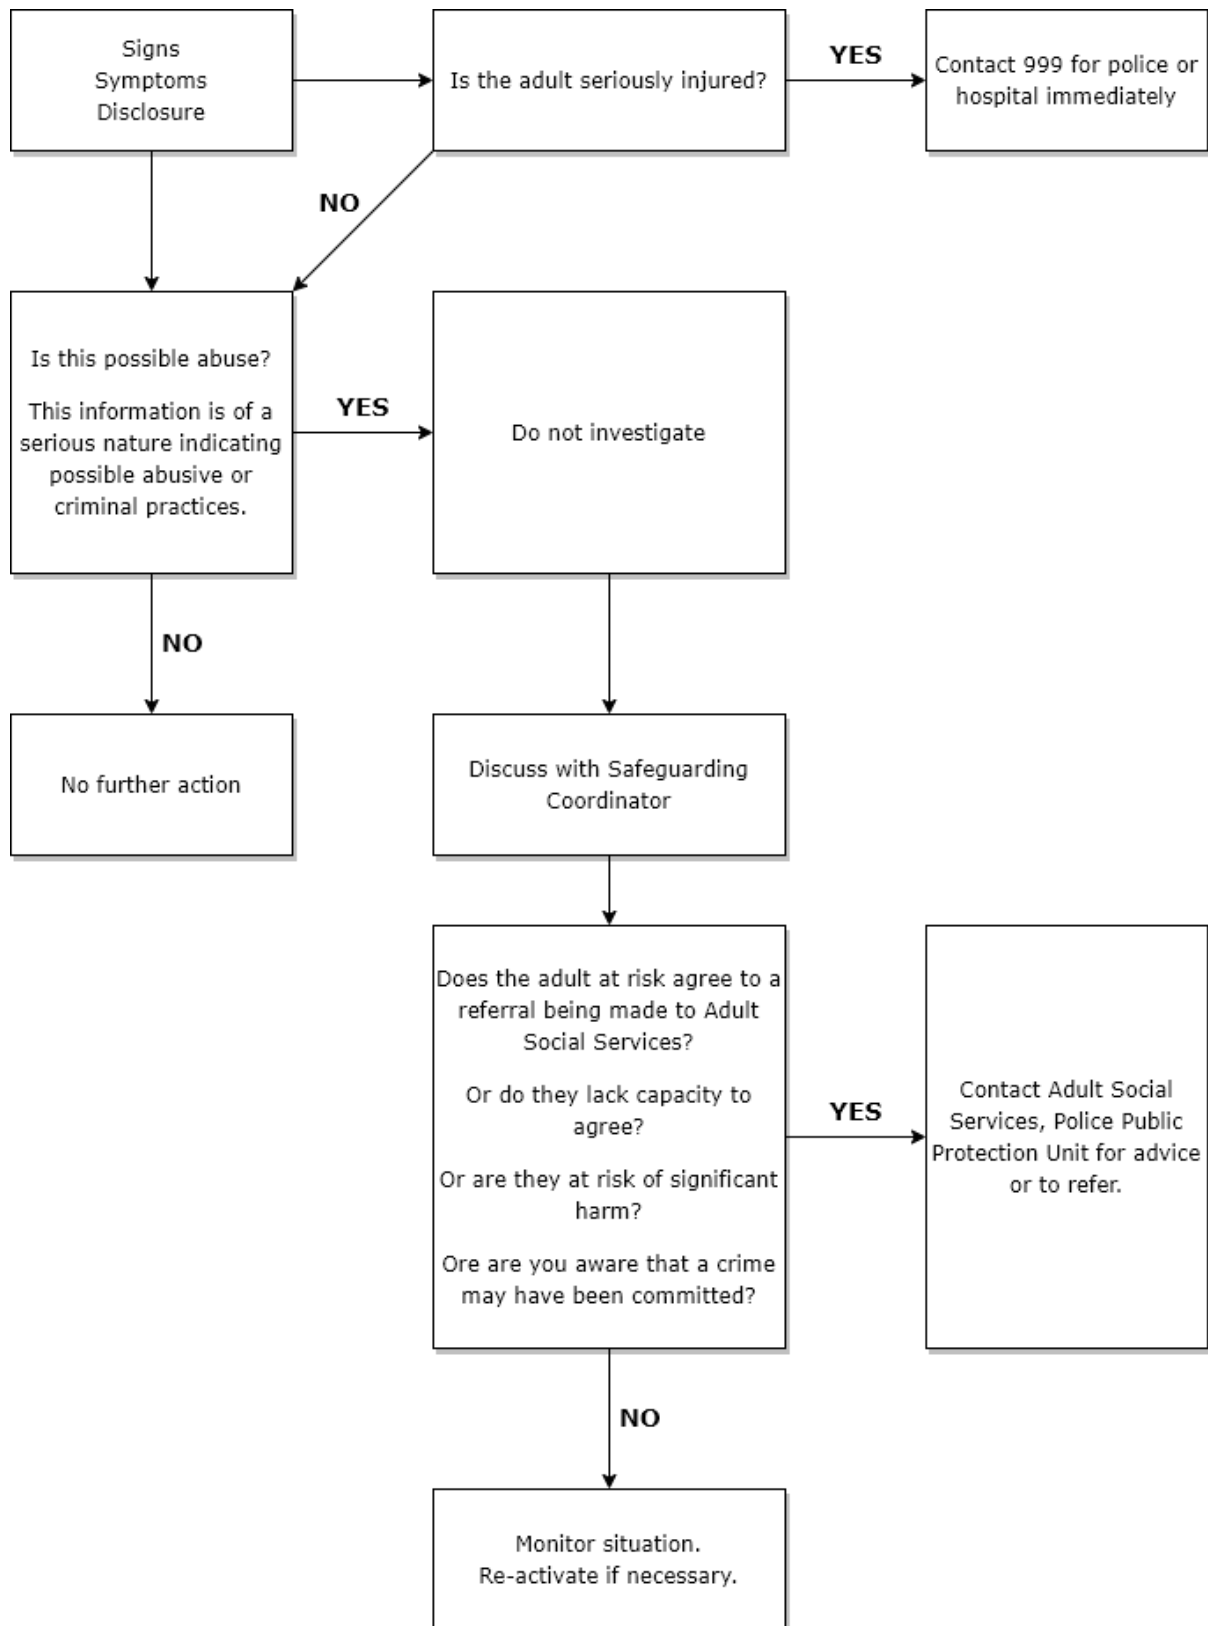 Signs
Symptoms
Disclosure
Is the adult seriously injured?
YES
Contact 999 for police or
hospital immediately
NO
Is this possible abuse?
This information is of a
serious nature indicating
possible abusive or
criminal practices.
YES
Do not investigate
NO
No further action
Discuss with Safeguarding
Coordinator
Does the adult at risk agree to a
referral being made to Adult
Social Services?
Or do they lack capacity to
agree?
Or are they at risk of significant
harm?
Ore are you aware that a crime
may have been committed?
YES
Contact Adult Social
Services, Police Public
Protection Unit for advice
or to refer.
NO
Monitor situation.
Re-activate if necessary.